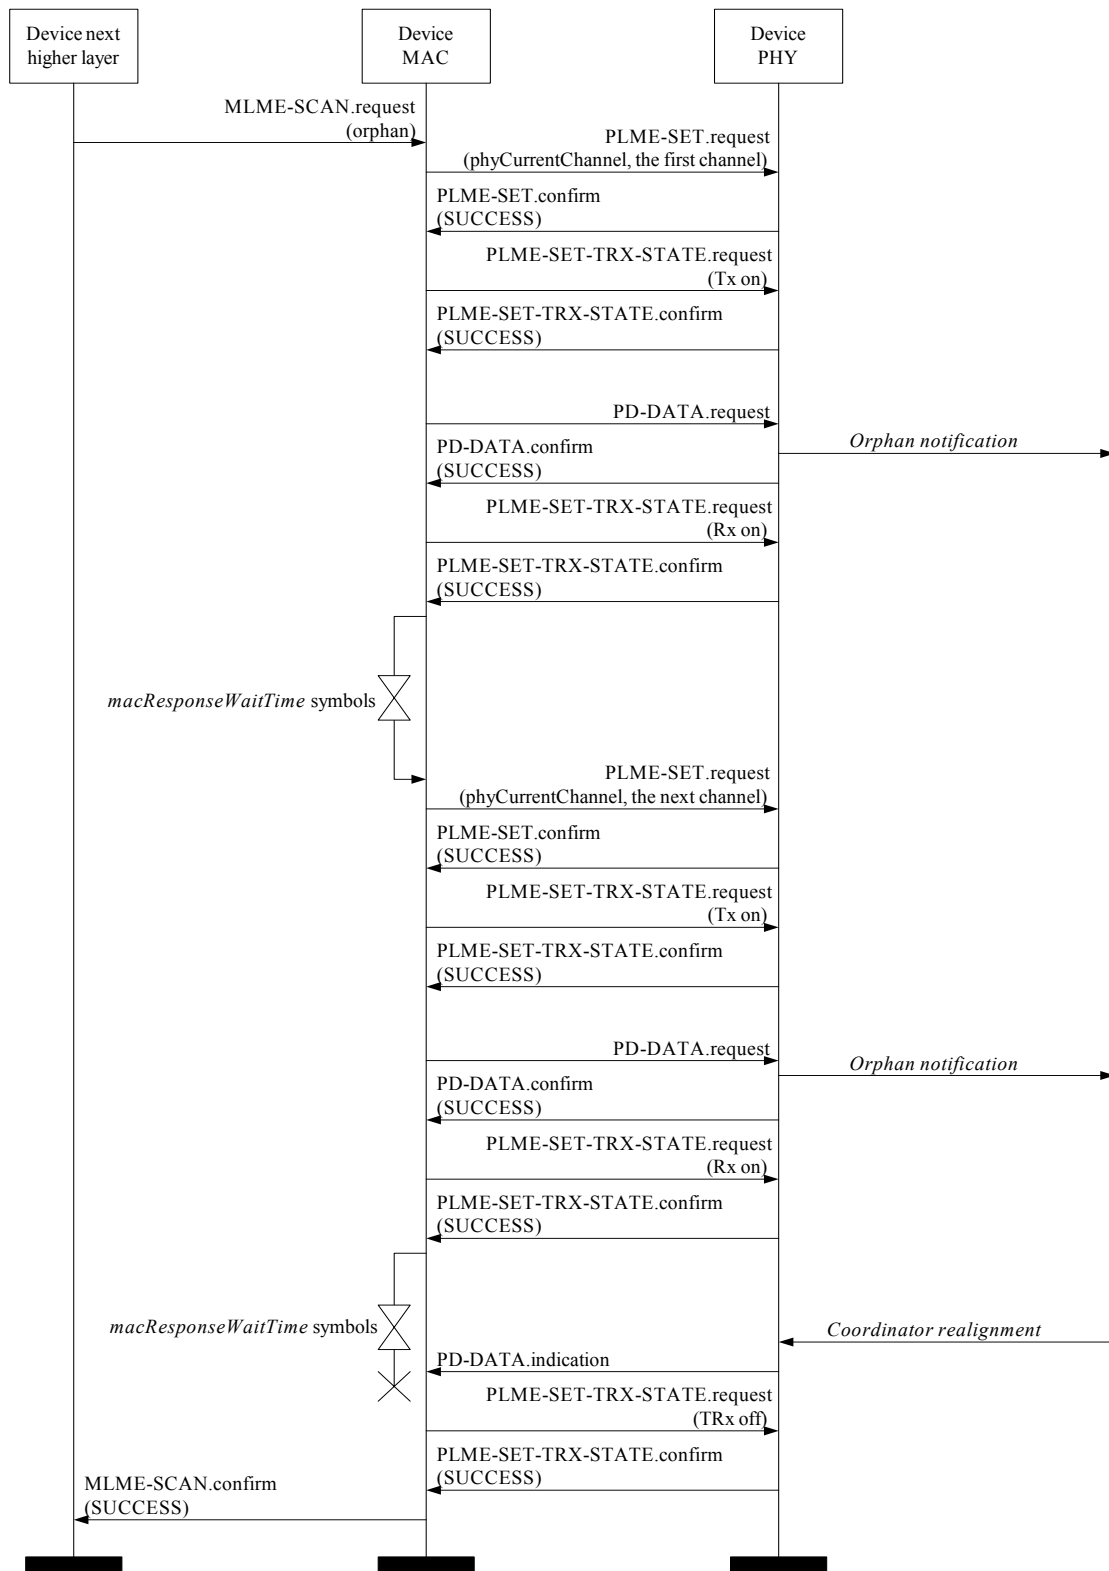 Device next
higher layer
Device
MAC
Device
PHY
MLME-SCAN.request
(orphan)
PLME-SET.request
(phyCurrentChannel, the first channel)
PLME-SET.confirm
(SUCCESS)
PLME-SET-TRX-STATE.request
(Tx on)
PLME-SET-TRX-STATE.confirm
(SUCCESS)
PD-DATA.request
Orphan notification
PD-DATA.confirm
(SUCCESS)
PLME-SET-TRX-STATE.request
(Rx on)
PLME-SET-TRX-STATE.confirm
(SUCCESS)
macResponseWaitTime symbols
PLME-SET.request
(phyCurrentChannel, the next channel)
PLME-SET.confirm
(SUCCESS)
PLME-SET-TRX-STATE.request
(Tx on)
PLME-SET-TRX-STATE.confirm
(SUCCESS)
PD-DATA.request
Orphan notification
PD-DATA.confirm
(SUCCESS)
PLME-SET-TRX-STATE.request
(Rx on)
PLME-SET-TRX-STATE.confirm
(SUCCESS)
macResponseWaitTime symbols
Coordinator realignment
PD-DATA.indication
PLME-SET-TRX-STATE.request
(TRx off)
PLME-SET-TRX-STATE.confirm
(SUCCESS)
MLME-SCAN.confirm
(SUCCESS)